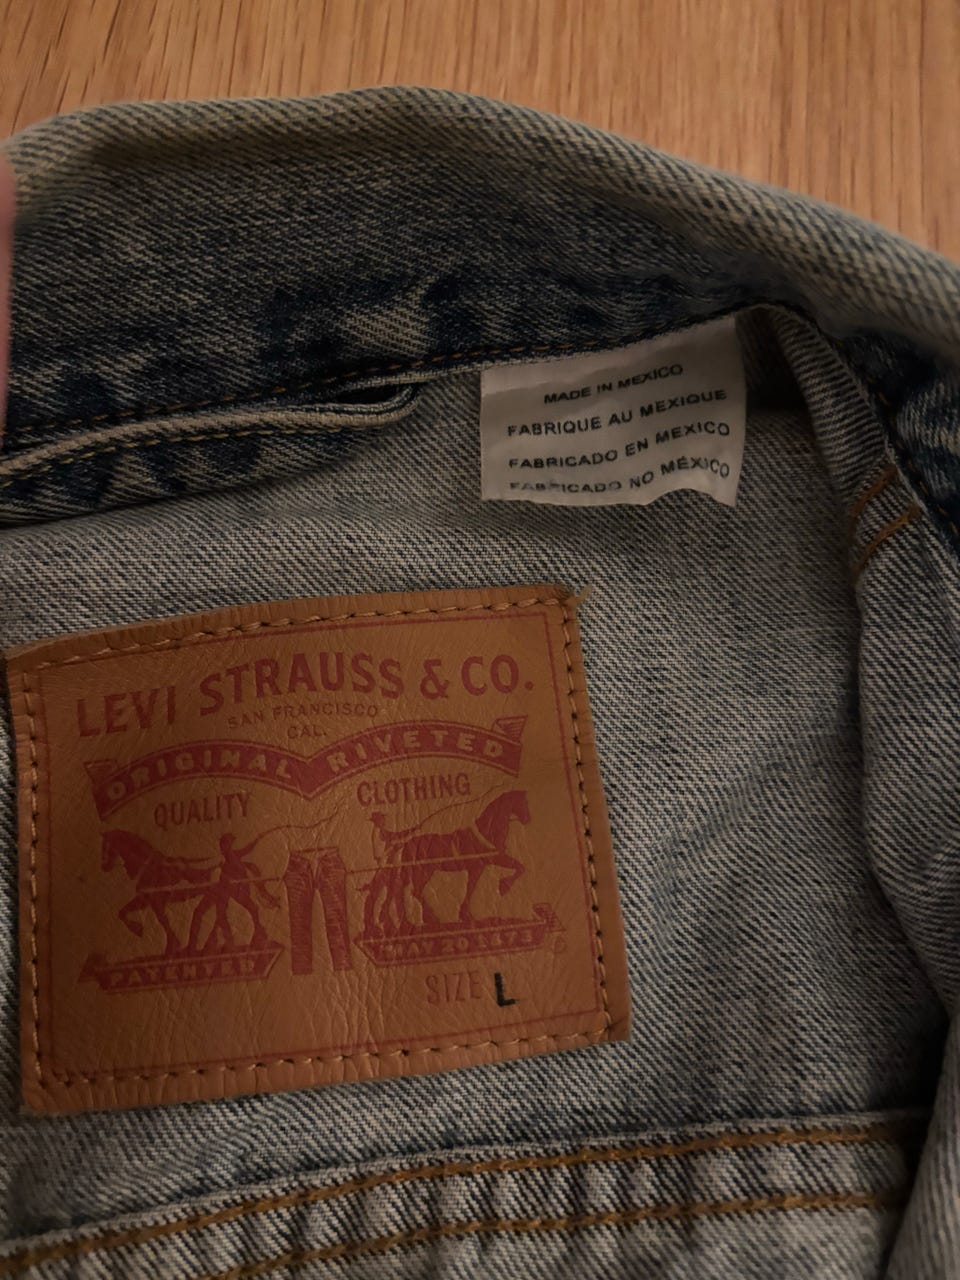 MADE IN MEXICO
FABRIQUE AU MEXIQUE
FABRICADO EN MEXICO
FABRICADO NO MÉXICO
LEVI STRAUSS & CO.
SAN FRANCISCO
CAL.
ORIGINAL RIVETED
QUALITY CLOTHING
PATENTED MAY 20 1873
SIZE L